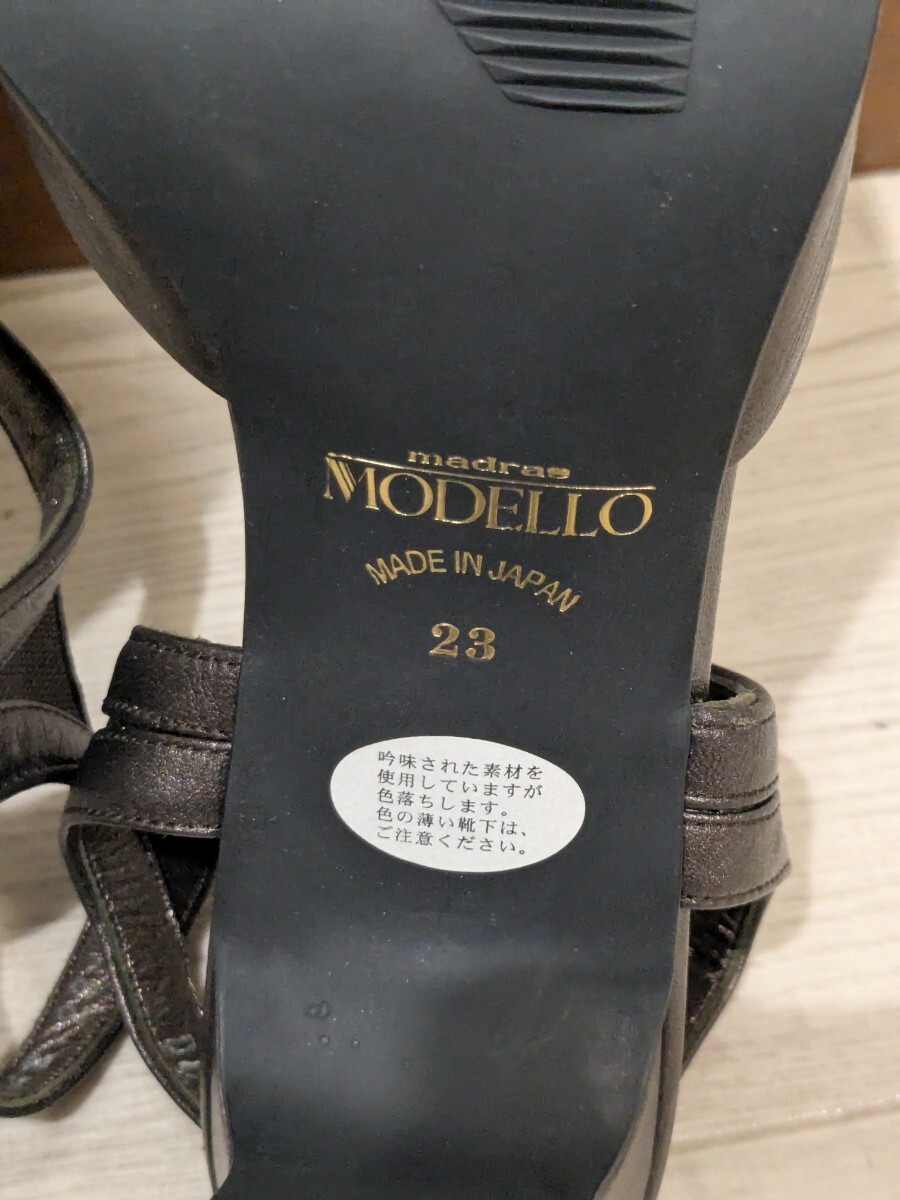 madras
MODELLO
MADE IN JAPAN
23
吟味された素材を
使用していますが
色落ちします。
色の薄い靴下は、
ご注意ください。